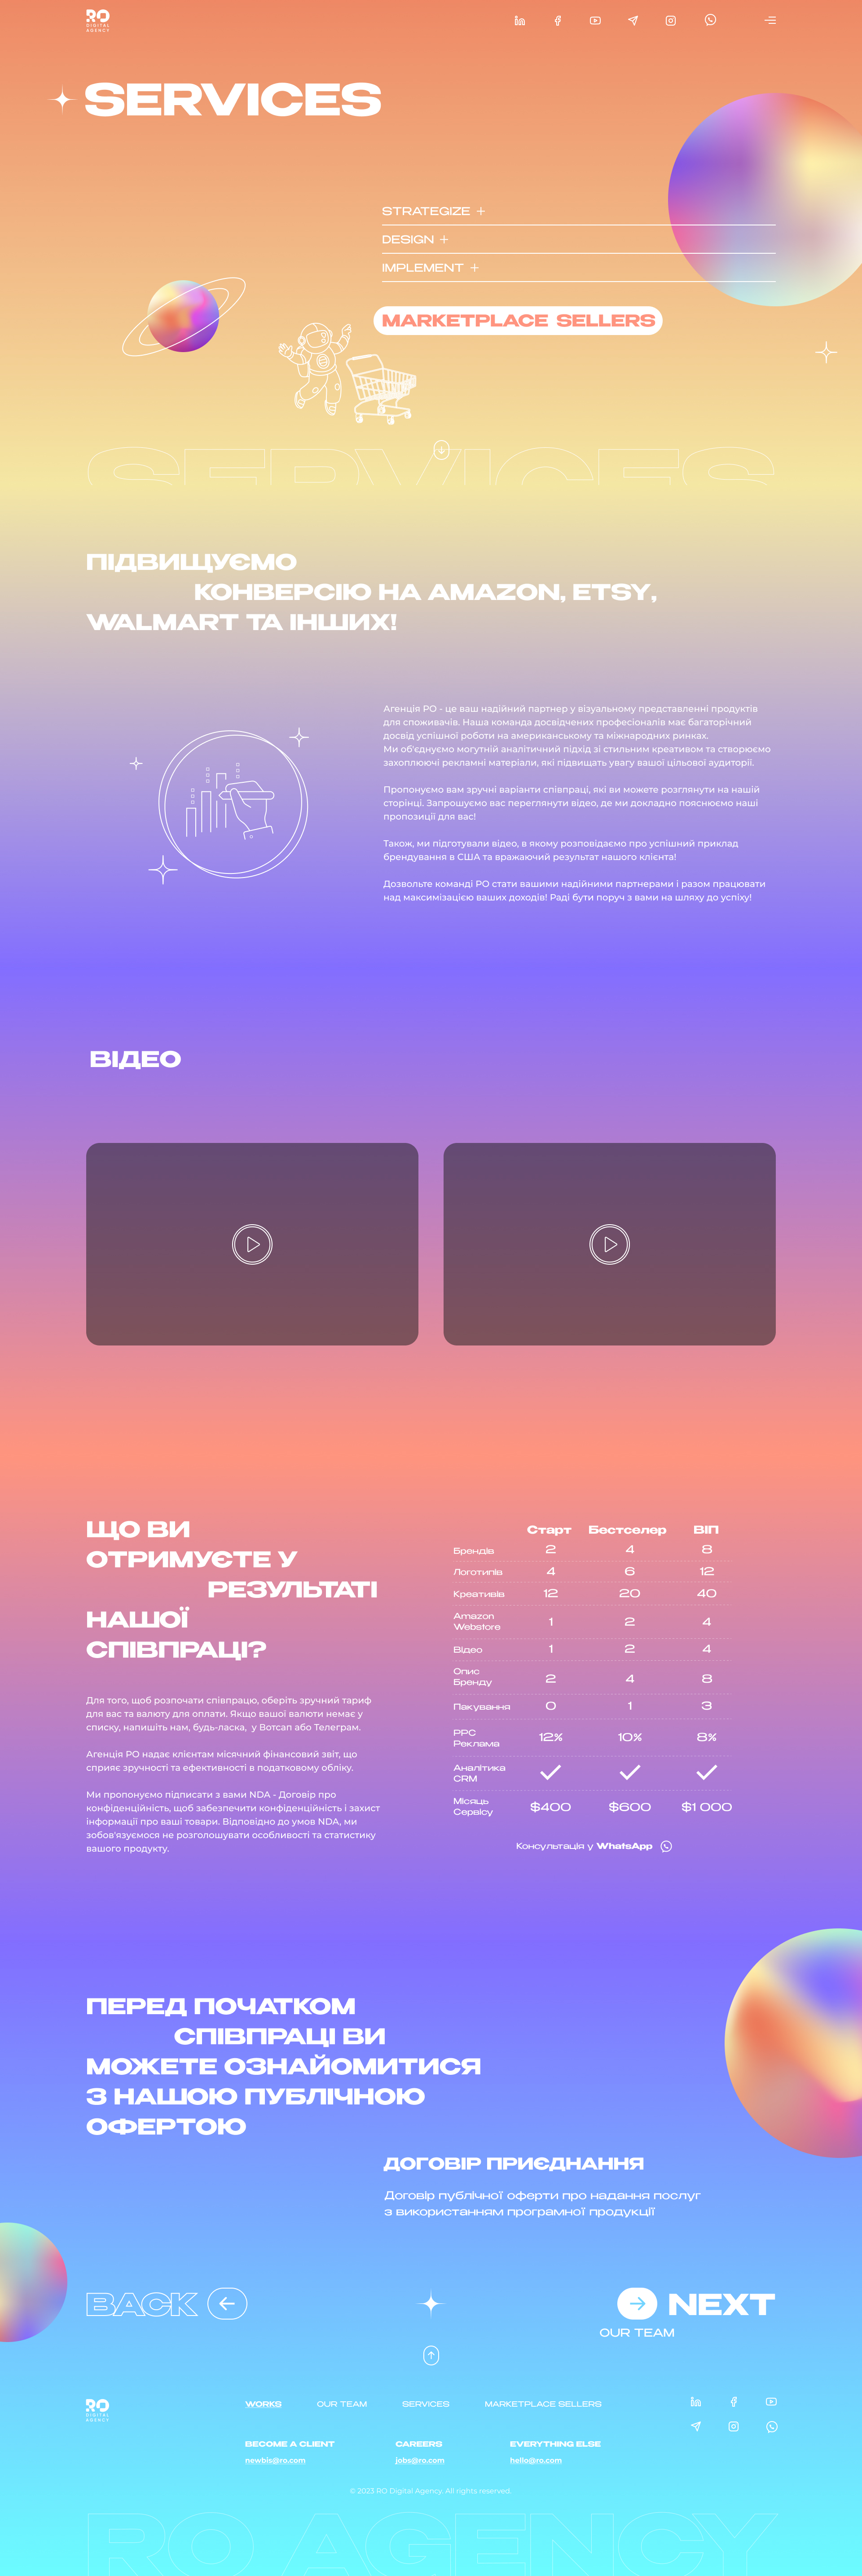 RO
DIGITAL
AGENCY
SERVICES
STRATEGIZE +
DESIGN +
IMPLEMENT +
MARKETPLACE SELLERS
SERVICES
ПІДВИЩУЄМО
КОНВЕРСІЮ НА AMAZON, ETSY,
WALMART ТА ІНШИХ!
Агенція РО - це ваш надійний партнер у візуальному представленні продуктів
для споживачів. Наша команда досвідчених професіоналів має багаторічний
досвід успішної роботи на американському та міжнародних ринках.
Ми об'єднуємо могутній аналітичний підхід зі стильним креативом та створюємо
захоплюючі рекламні матеріали, які підвищать увагу вашої цільової аудиторії.
Пропонуємо вам зручні варіанти співпраці, які ви можете розглянути на нашій
сторінці. Запрошуємо вас переглянути відео, де ми докладно пояснюємо наші
пропозиції для вас!
Також, ми підготували відео, в якому розповідаємо про успішний приклад
брендування в США та вражаючий результат нашого клієнта!
Дозвольте команді РО стати вашими надійними партнерами і разом працювати
над максимізацією ваших доходів! Раді бути поруч з вами на шляху до успіху!
ВІДЕО
ЩО ВИ
ОТРИМУЄТЕ У
РЕЗУЛЬТАТІ
НАШОЇ
СПІВПРАЦІ?
Для того, щоб розпочати співпрацю, оберіть зручний тариф
для вас та валюту для оплати. Якщо вашої валюти немає у
списку, напишіть нам, будь-ласка, у Вотсап або Телеграм.
Агенція РО надає клієнтам місячний фінансовий звіт, що
сприяє зручності та ефективності в податковому обліку.
Ми пропонуємо підписати з вами NDA - Договір про
конфіденційність, щоб забезпечити конфіденційність і захист
інформації про ваші товари. Відповідно до умов NDA, ми
зобов'язуємося не розголошувати особливості та статистику
вашого продукту.
Старт Бестселер ВІП
Брендів 2 4 8
Логотипів 4 6 12
Креативів 12 20 40
Amazon
Webstore 1 2 4
Відео 1 2 4
Опис
Бренду 2 4 8
Пакування 0 1 3
PPC
Реклама 12% 10% 8%
Аналітика
CRM
Місяць
Сервісу $400 $600 $1 000
Консультація у WhatsApp
ПЕРЕД ПОЧАТКОМ
СПІВПРАЦІ ВИ
МОЖЕТЕ ОЗНАЙОМИТИСЯ
З НАШОЮ ПУБЛІЧНОЮ
ОФЕРТОЮ
ДОГОВІР ПРИЄДНАННЯ
Договір публічної оферти про надання послуг
з використанням програмної продукції
BACK
NEXT
OUR TEAM
RO
DIGITAL
AGENCY
WORKS OUR TEAM SERVICES MARKETPLACE SELLERS
BECOME A CLIENT CAREERS EVERYTHING ELSE
newbis@ro.com jobs@ro.com hello@ro.com
© 2023 RO Digital Agency. All rights reserved.
RO AGENCY